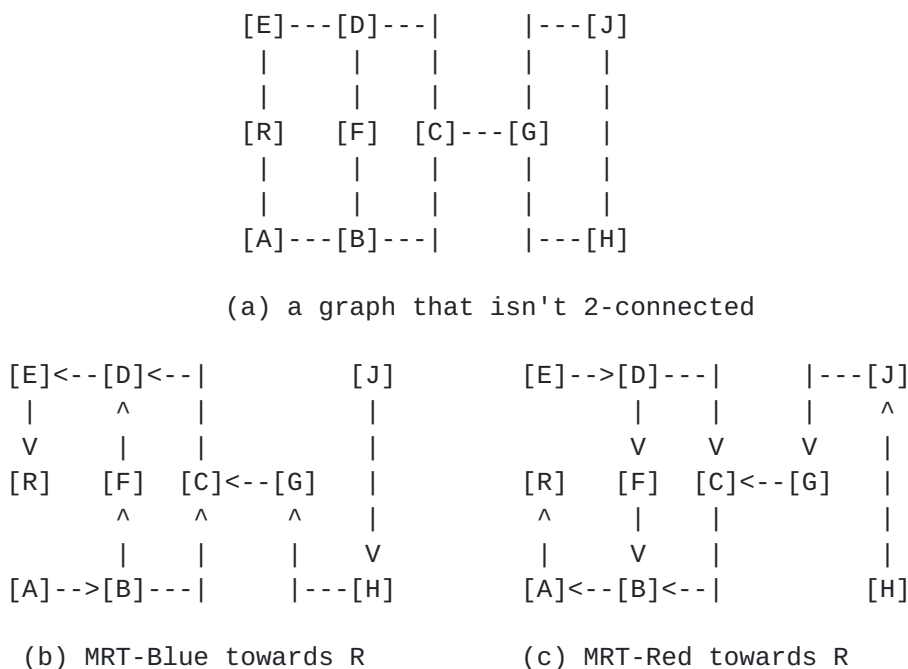 [E]---[D]---|     |---[J]
 |     |    |     |    |
 |     |    |     |    |
[R]   [F]  [C]---[G]   |
 |     |    |     |    |
 |     |    |     |    |
[A]---[B]---|     |---[H]
(a) a graph that isn't 2-connected
[E]<--[D]<--|         [J]        [E]-->[D]---|     |---[J]
 |     ^    |          |               |    |     |    ^
 V     |    |          |               V    V     V    |
[R]   [F]  [C]<--[G]   |         [R]   [F]  [C]<--[G]   |
       ^    ^     ^    |          ^     |    |          |
       |    |     |    V          |     V    |          |
[A]-->[B]---|     |---[H]        [A]<--[B]<--|         [H]
(b) MRT-Blue towards R          (c) MRT-Red towards R